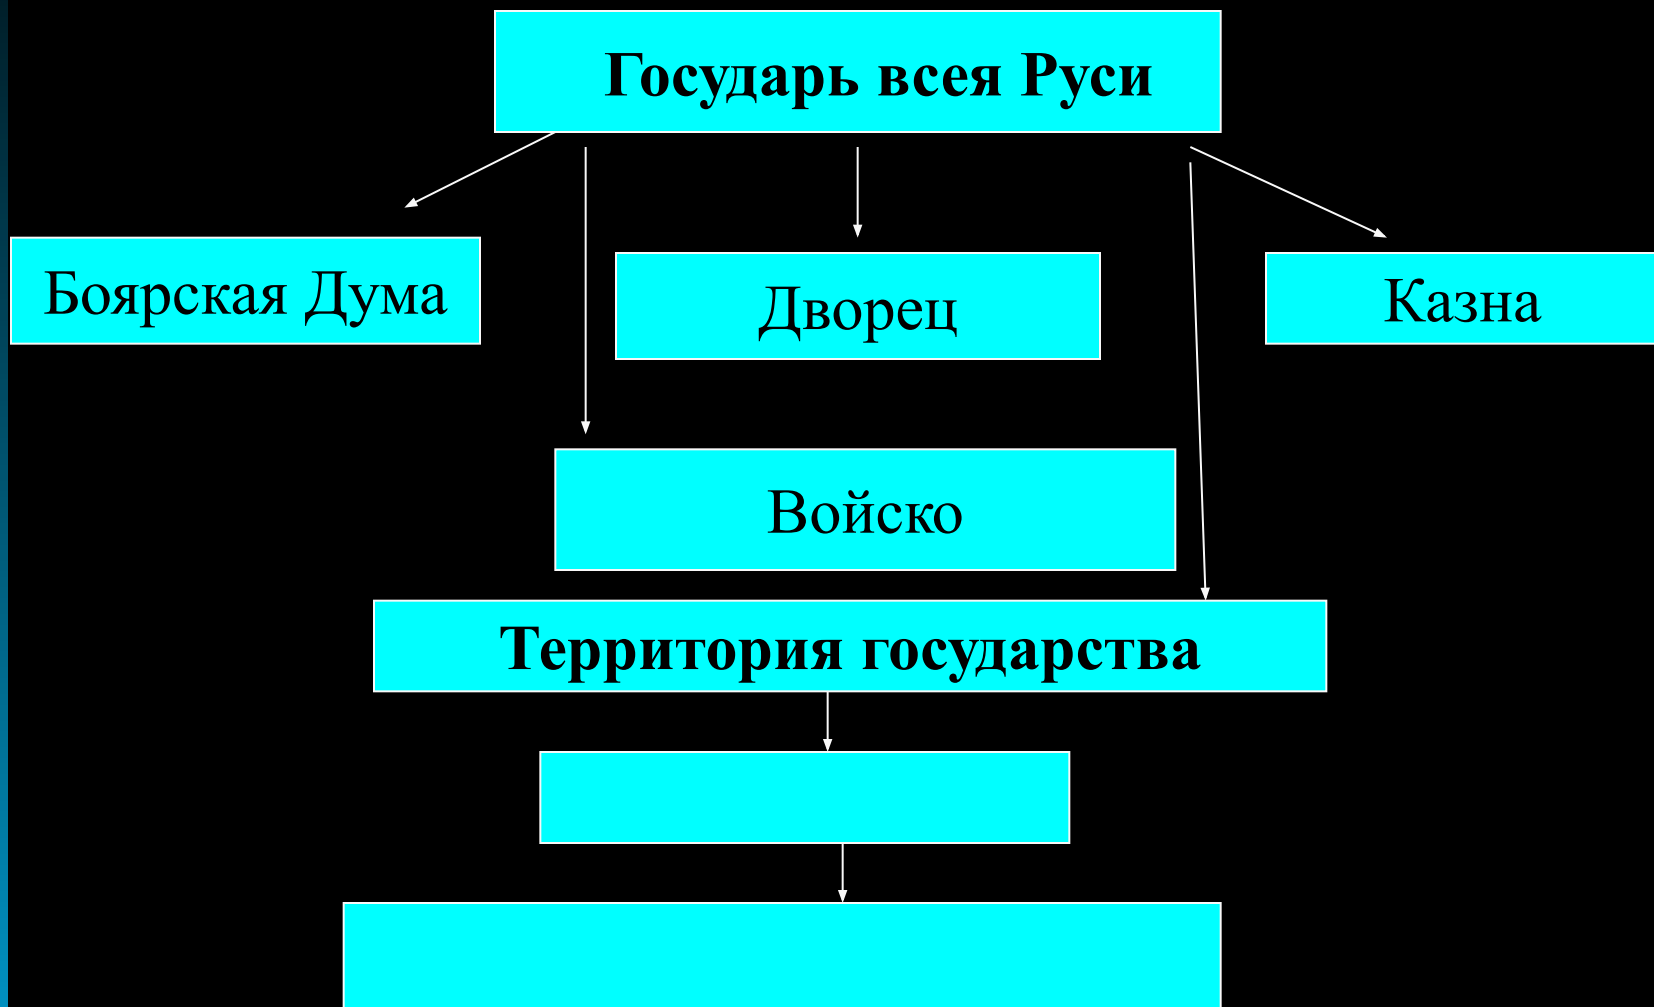 Государь всея Руси
Боярская Дума
Дворец
Казна
Войско
Территория государства